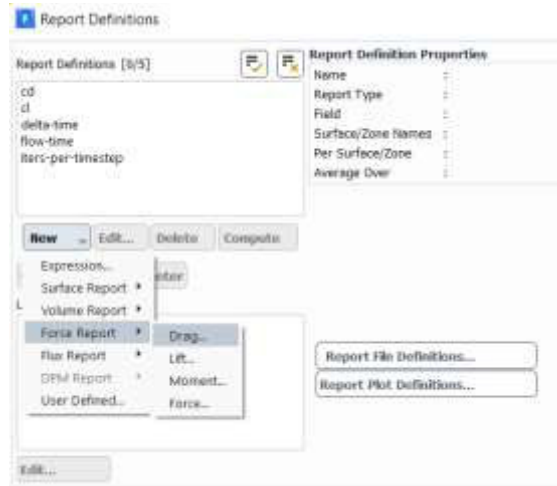 Report Definitions
Report Definitions [0/5]
cd
cl
delta-time
flow-time
iters-per-timestep
Report Definition Properties
Name :
Report Type :
Field :
Surface/Zone Names :
Per Surface/Zone :
Average Over :
New Edit... Delete Compute
Expression...
Surface Report
Volume Report
Force Report
Flux Report
DPM Report
User Defined...
Drag...
Lift...
Moment...
Force...
Report File Definitions...
Report Plot Definitions...
Edit...